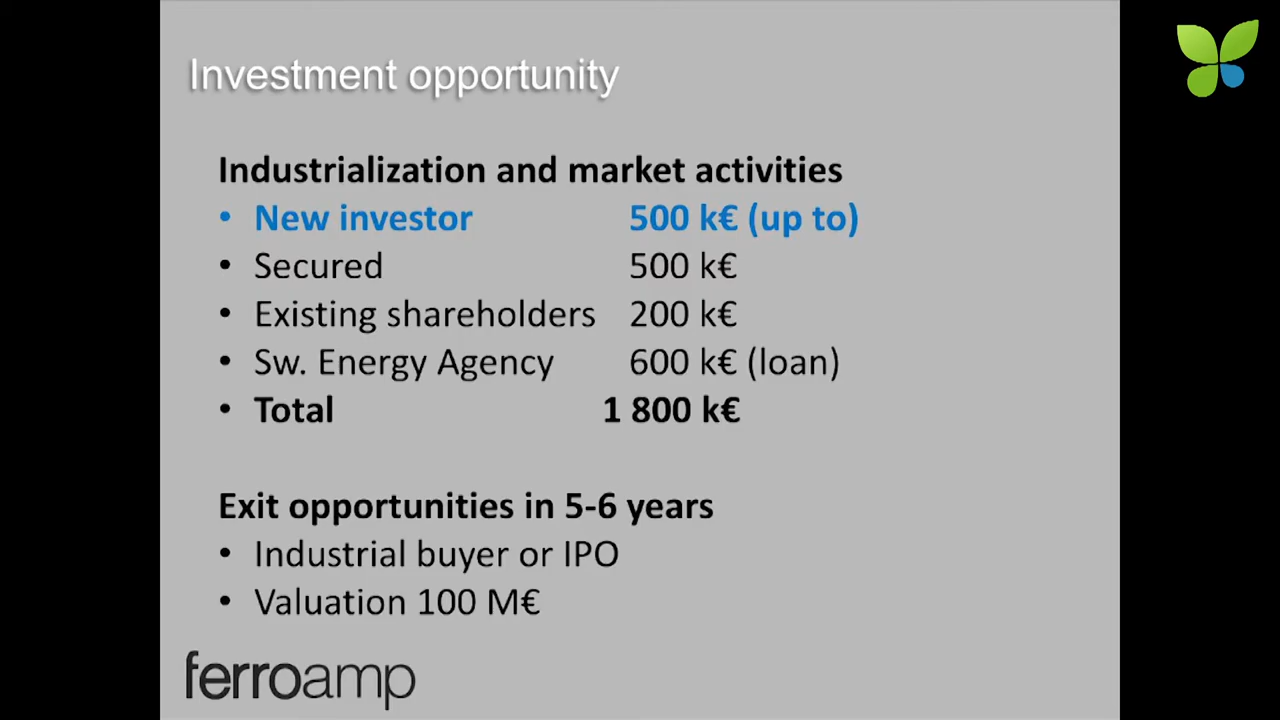 Investment opportunity
Industrialization and market activities
• New investor 500 k€ (up to)
• Secured 500 k€
• Existing shareholders 200 k€
• Sw. Energy Agency 600 k€ (loan)
• Total 1 800 k€
Exit opportunities in 5-6 years
• Industrial buyer or IPO
• Valuation 100 M€
ferroamp